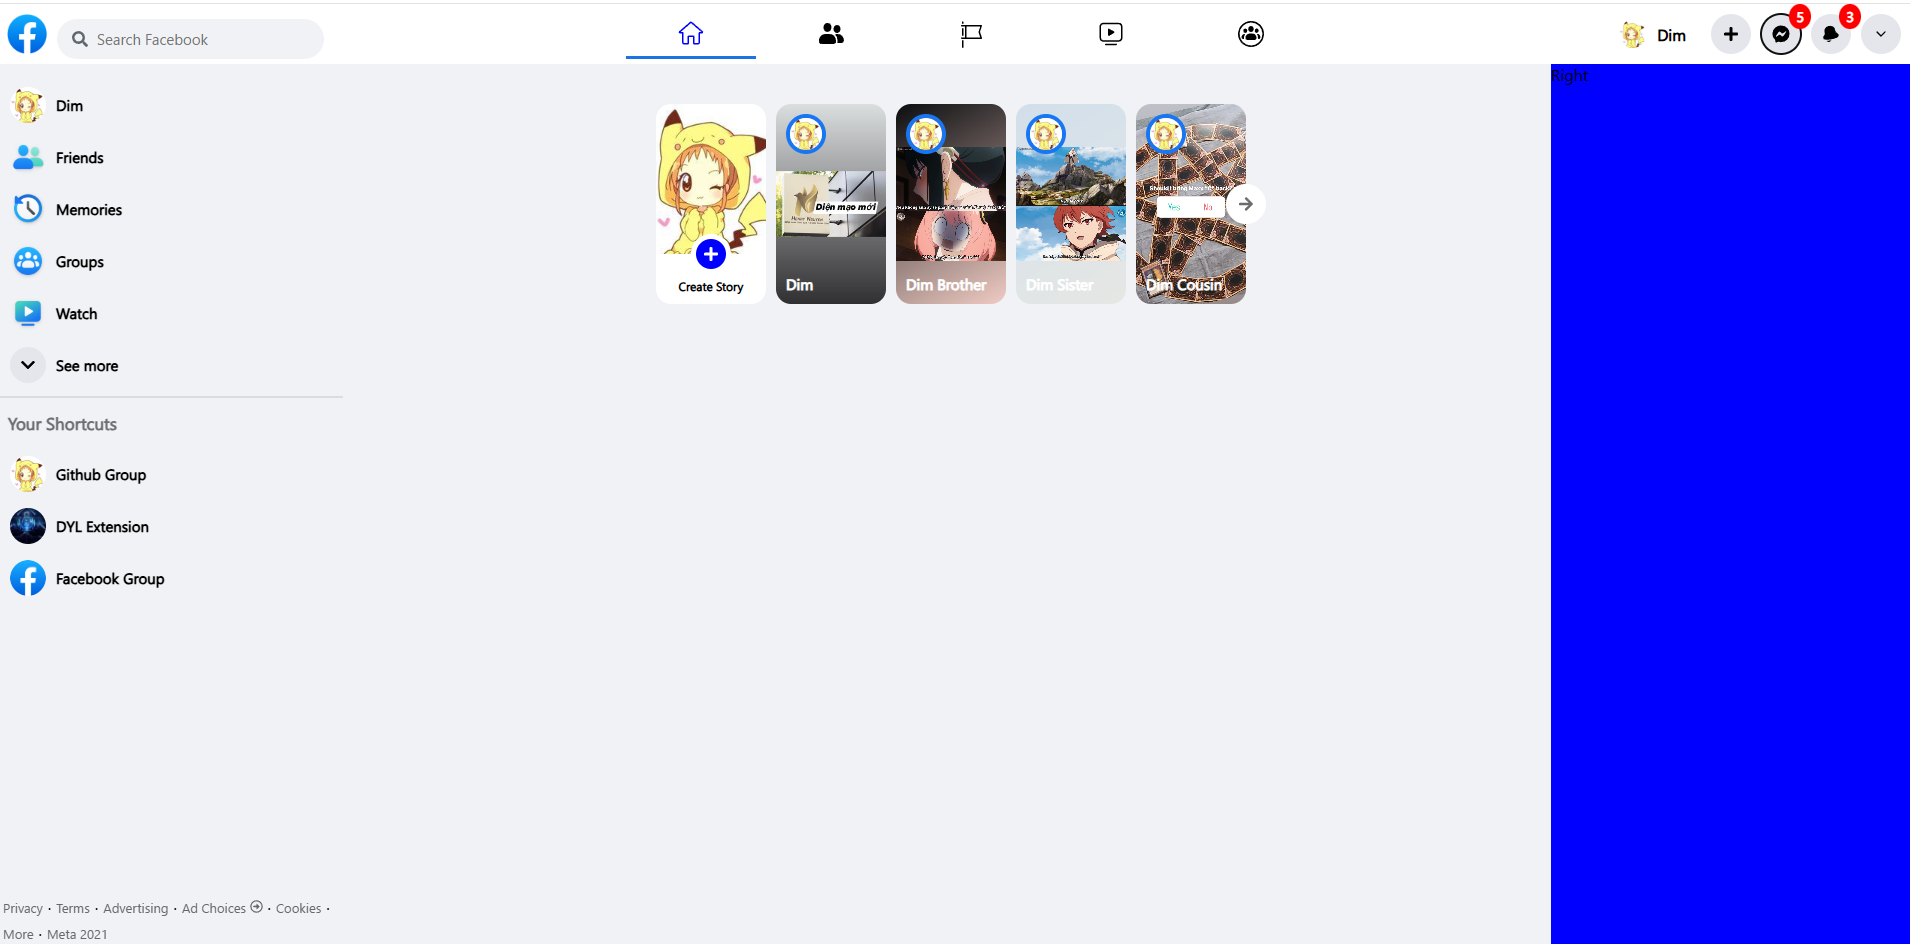 Search Facebook
Dim
5
3
Right
Dim
Friends
Memories
Groups
Watch
See more
Your Shortcuts
Github Group
DYL Extension
Facebook Group
Create Story
Diện mạo mới
Dim
Dim Brother
Dim Sister
Yes No
Dim Cousin
Privacy · Terms · Advertising · Ad Choices · Cookies ·
More · Meta 2021